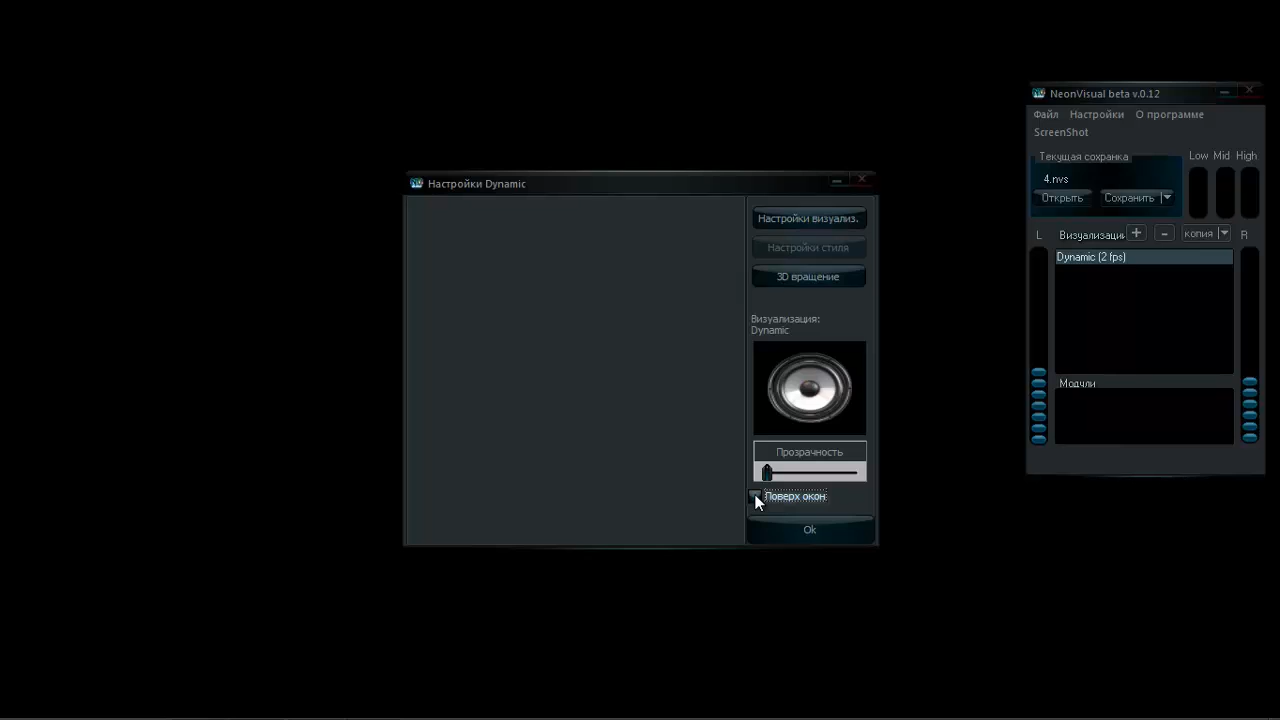 NeonVisual beta v.0.12
Файл Настройки О программе
ScreenShot
Текущая сохранка
Low Mid High
4.nvs
Открыть Сохранить
L Визуализации + - копия R
Dynamic (2 fps)
Модули
Настройки Dynamic
Настройки визуализ.
Настройки стиля
3D вращение
Визуализация:
Dynamic
Прозрачность
Поверх окон
Ok